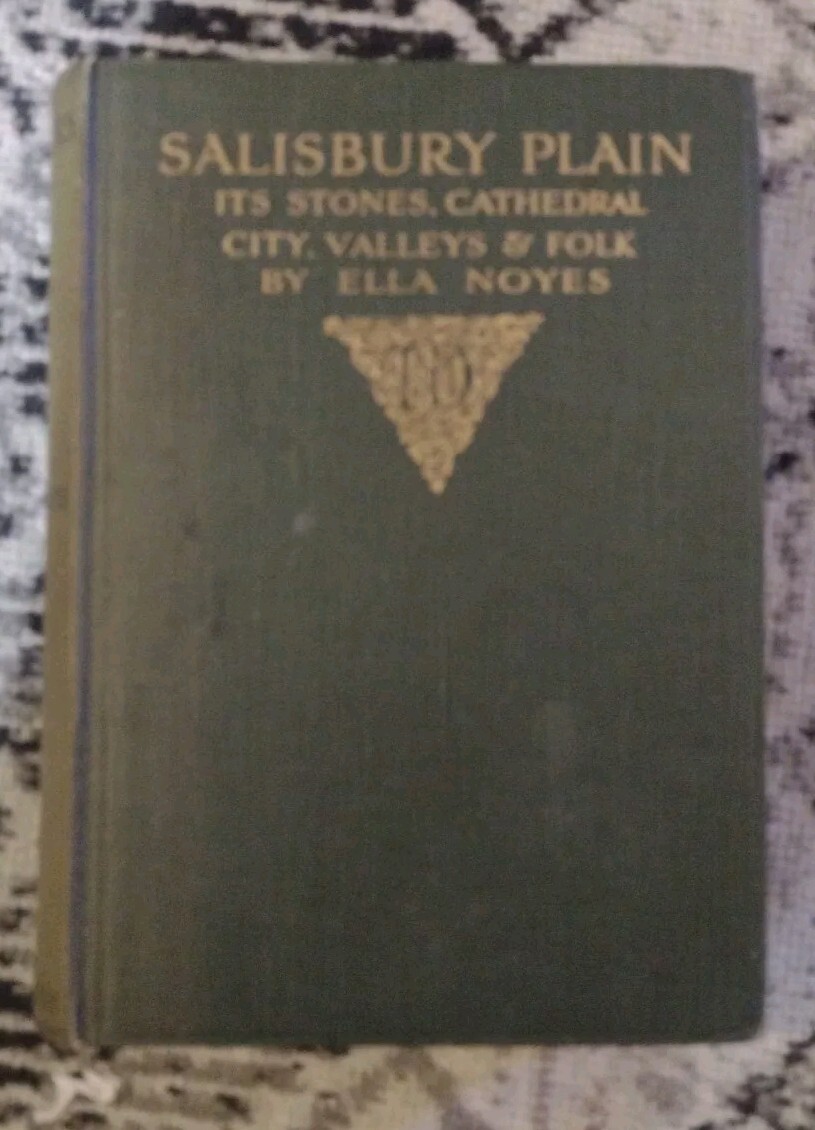 SALISBURY PLAIN
ITS STONES, CATHEDRAL
CITY, VALLEYS & FOLK
BY ELLA NOYES